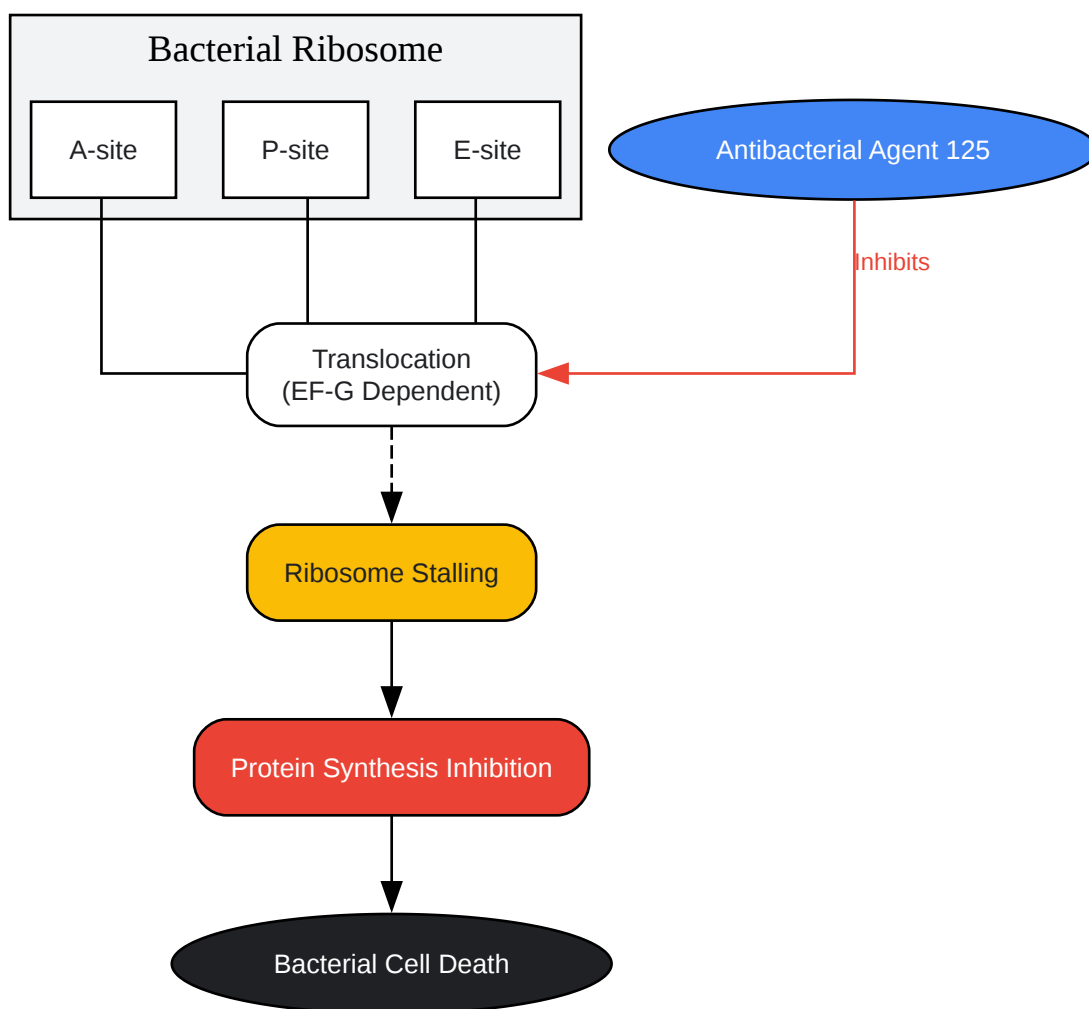 Bacterial Ribosome
A-site
P-site
E-site
Antibacterial Agent 125
Inhibits
Translocation
(EF-G Dependent)
Ribosome Stalling
Protein Synthesis Inhibition
Bacterial Cell Death